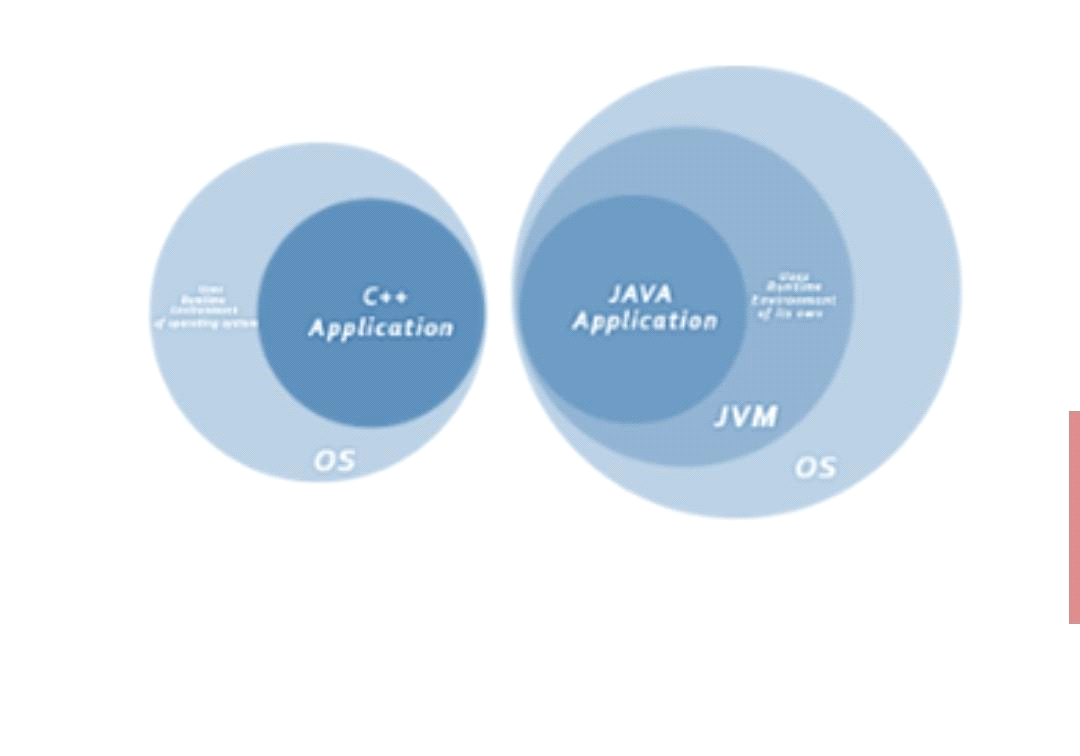 Uses
Runtime
Environment
of operating system
C++
Application
OS
JAVA
Application
Uses
Runtime
Environment
of its own
JVM
OS